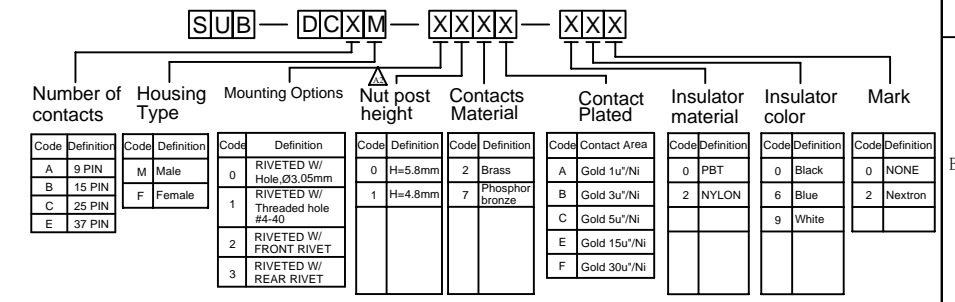 SUB — DCXM — XXXX — XXX
A2
Number of contacts
Code Definition
A 9 PIN
B 15 PIN
C 25 PIN
E 37 PIN
Housing Type
Code Definition
M Male
F Female
Mounting Options
Code Definition
0 RIVETED W/
Hole,Ø3.05mm
1 RIVETED W/
Threaded hole
#4-40
2 RIVETED W/
FRONT RIVET
3 RIVETED W/
REAR RIVET
Nut post height
Code Definition
0 H=5.8mm
1 H=4.8mm
Contacts Material
Code Definition
2 Brass
7 Phosphor
bronze
Contact Plated
Code Contact Area
A Gold 1u"/Ni
B Gold 3u"/Ni
C Gold 5u"/Ni
E Gold 15u"/Ni
F Gold 30u"/Ni
Insulator material
Code Definition
0 PBT
2 NYLON
Insulator color
Code Definition
0 Black
6 Blue
9 White
Mark
Code Definition
0 NONE
2 Nextron
B